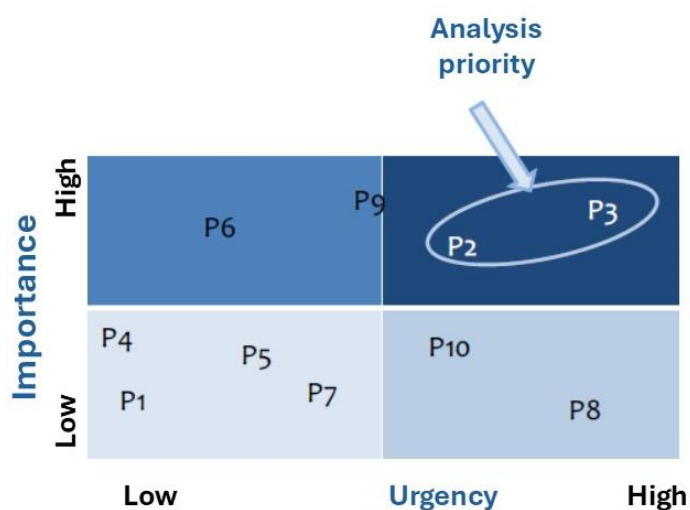 Analysis
priority
High
P9
P6
P3
P2
Importance
P4
P5
P10
P1
P7
P8
Low
Low
Urgency
High